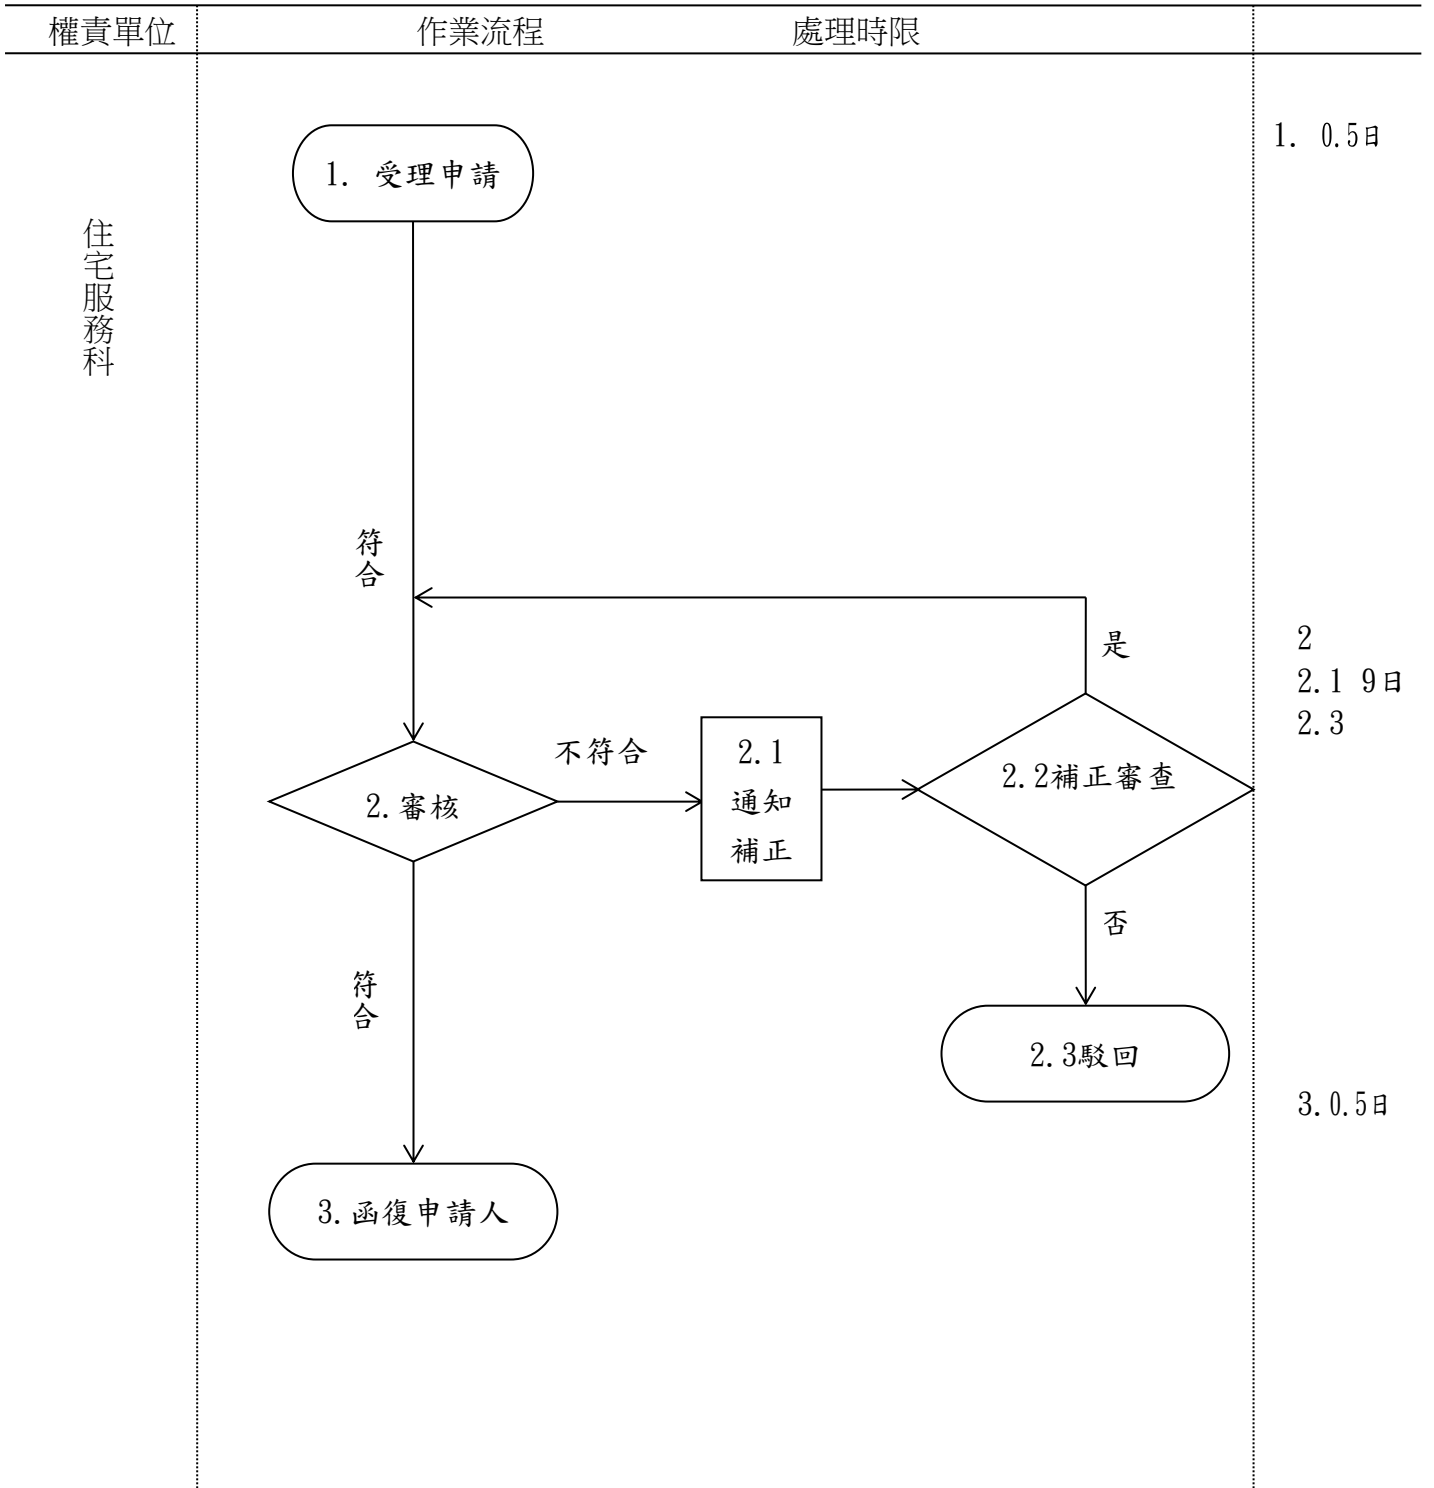 權責單位 作業流程 處理時限
1. 受理申請
1. 0.5日
住宅服務科
符合
是
2
2.1 9日
2.3
不符合
2.審核
2.1
通知
補正
2.2補正審查
否
符合
2.3駁回
3.0.5日
3.函復申請人